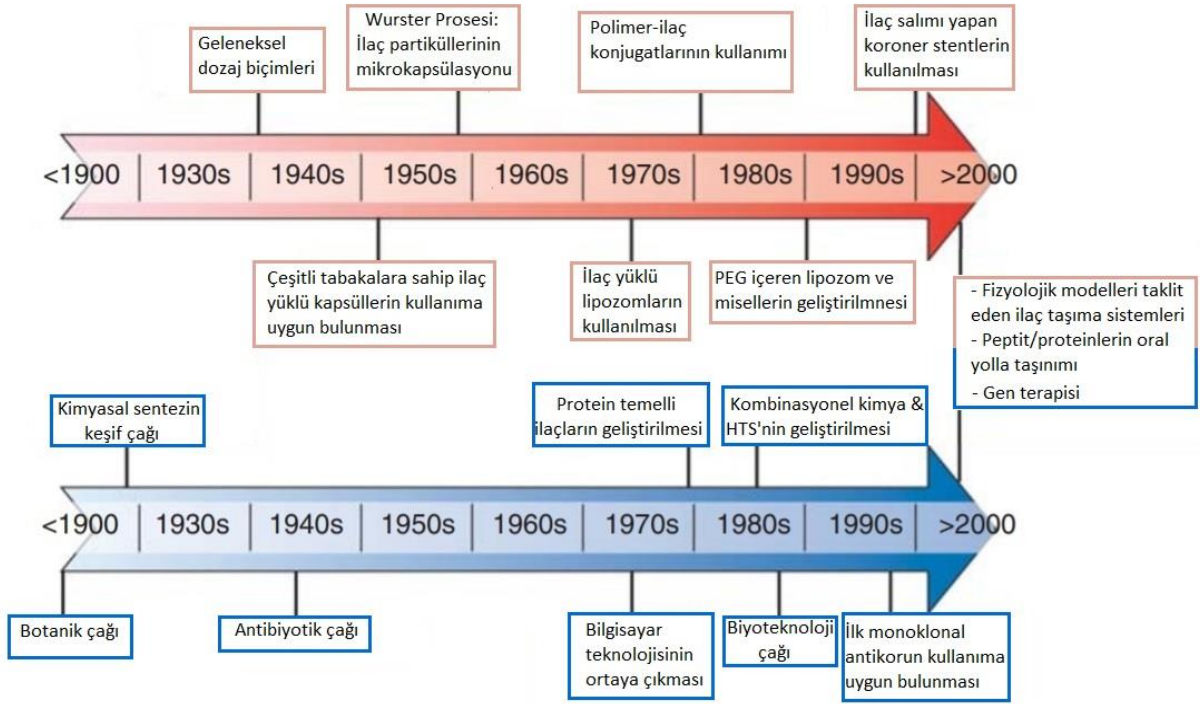 Geleneksel
dozaj biçimleri
Wurster Prosesi:
İlaç partiküllerinin
mikrokapsülasyonu
Polimer-ilaç
konjugatlarının kullanımı
İlaç salımı yapan
koroner stentlerin
kullanılması
<1900 1930s 1940s 1950s 1960s 1970s 1980s 1990s >2000
Çeşitli tabakalara sahip ilaç
yüklü kapsüllerin kullanıma
uygun bulunması
İlaç yüklü
lipozomların
kullanılması
PEG içeren lipozom ve
misellerin geliştirilmnesi
- Fizyolojik modelleri taklit
eden ilaç taşıma sistemleri
- Peptit/proteinlerin oral
yolla taşınımı
- Gen terapisi
Kimyasal sentezin
keşif çağı
Protein temelli
ilaçların geliştirilmesi
Kombinasyonel kimya &
HTS'nin geliştirilmesi
<1900 1930s 1940s 1950s 1960s 1970s 1980s 1990s >2000
Botanik çağı
Antibiyotik çağı
Bilgisayar
teknolojisinin
ortaya çıkması
Biyoteknoloji
çağı
İlk monoklonal
antikorun kullanıma
uygun bulunması